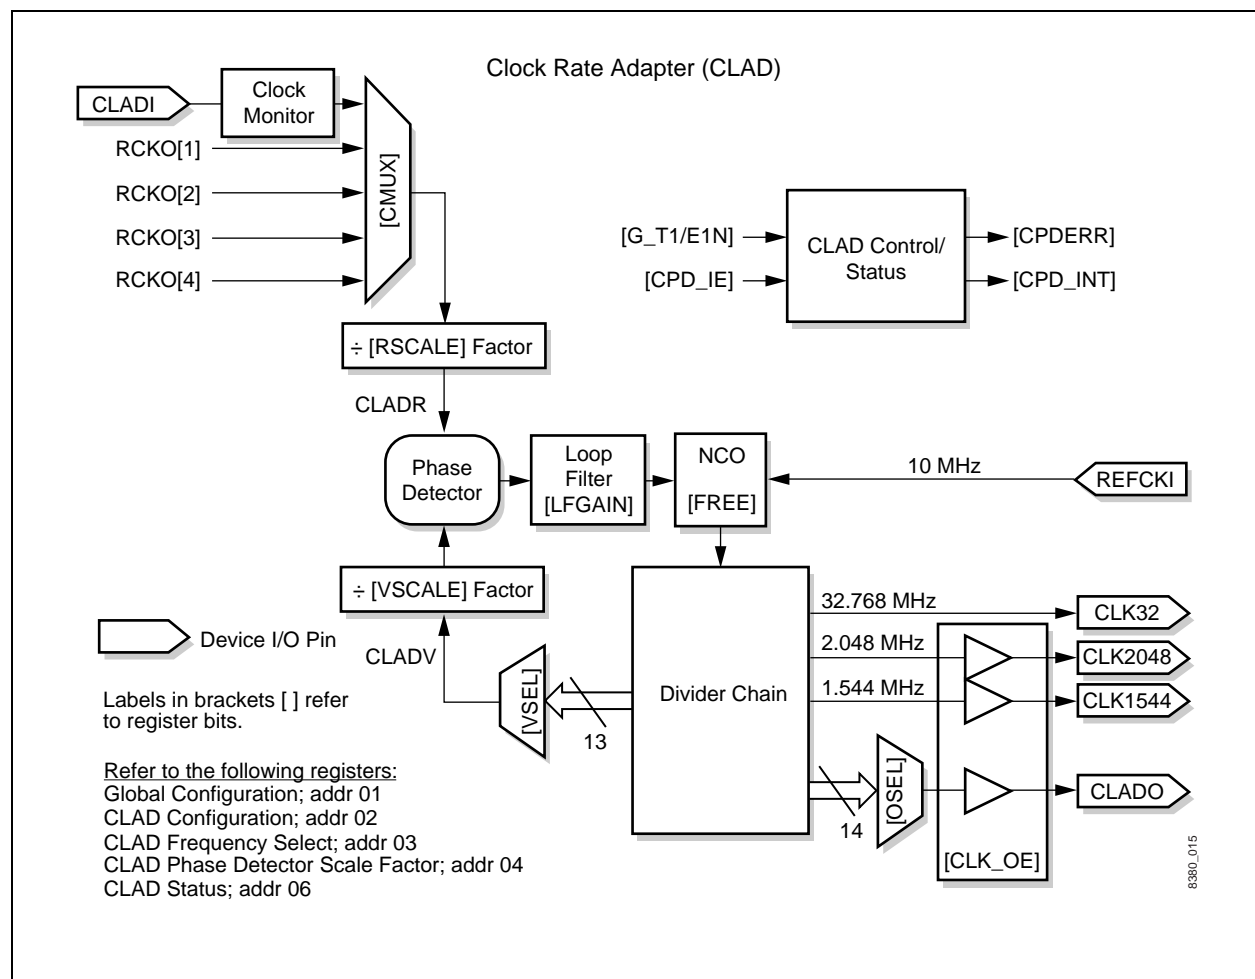 Clock Rate Adapter (CLAD)
CLADI
Clock
Monitor
RCKO[1]
RCKO[2]
RCKO[3]
RCKO[4]
[CMUX]
[G_T1/E1N]
[CPD_IE]
CLAD Control/
Status
[CPDERR]
[CPD_INT]
÷ [RSCALE] Factor
CLADR
Phase
Detector
Loop
Filter
[LFGAIN]
NCO
[FREE]
10 MHz
REFCKI
÷ [VSCALE] Factor
CLADV
[VSEL]
13
Divider Chain
32.768 MHz
CLK32
2.048 MHz
CLK2048
1.544 MHz
CLK1544
14
[OSEL]
CLADO
[CLK_OE]
Device I/O Pin
Labels in brackets [ ] refer
to register bits.
Refer to the following registers:
Global Configuration; addr 01
CLAD Configuration; addr 02
CLAD Frequency Select; addr 03
CLAD Phase Detector Scale Factor; addr 04
CLAD Status; addr 06
8380_015